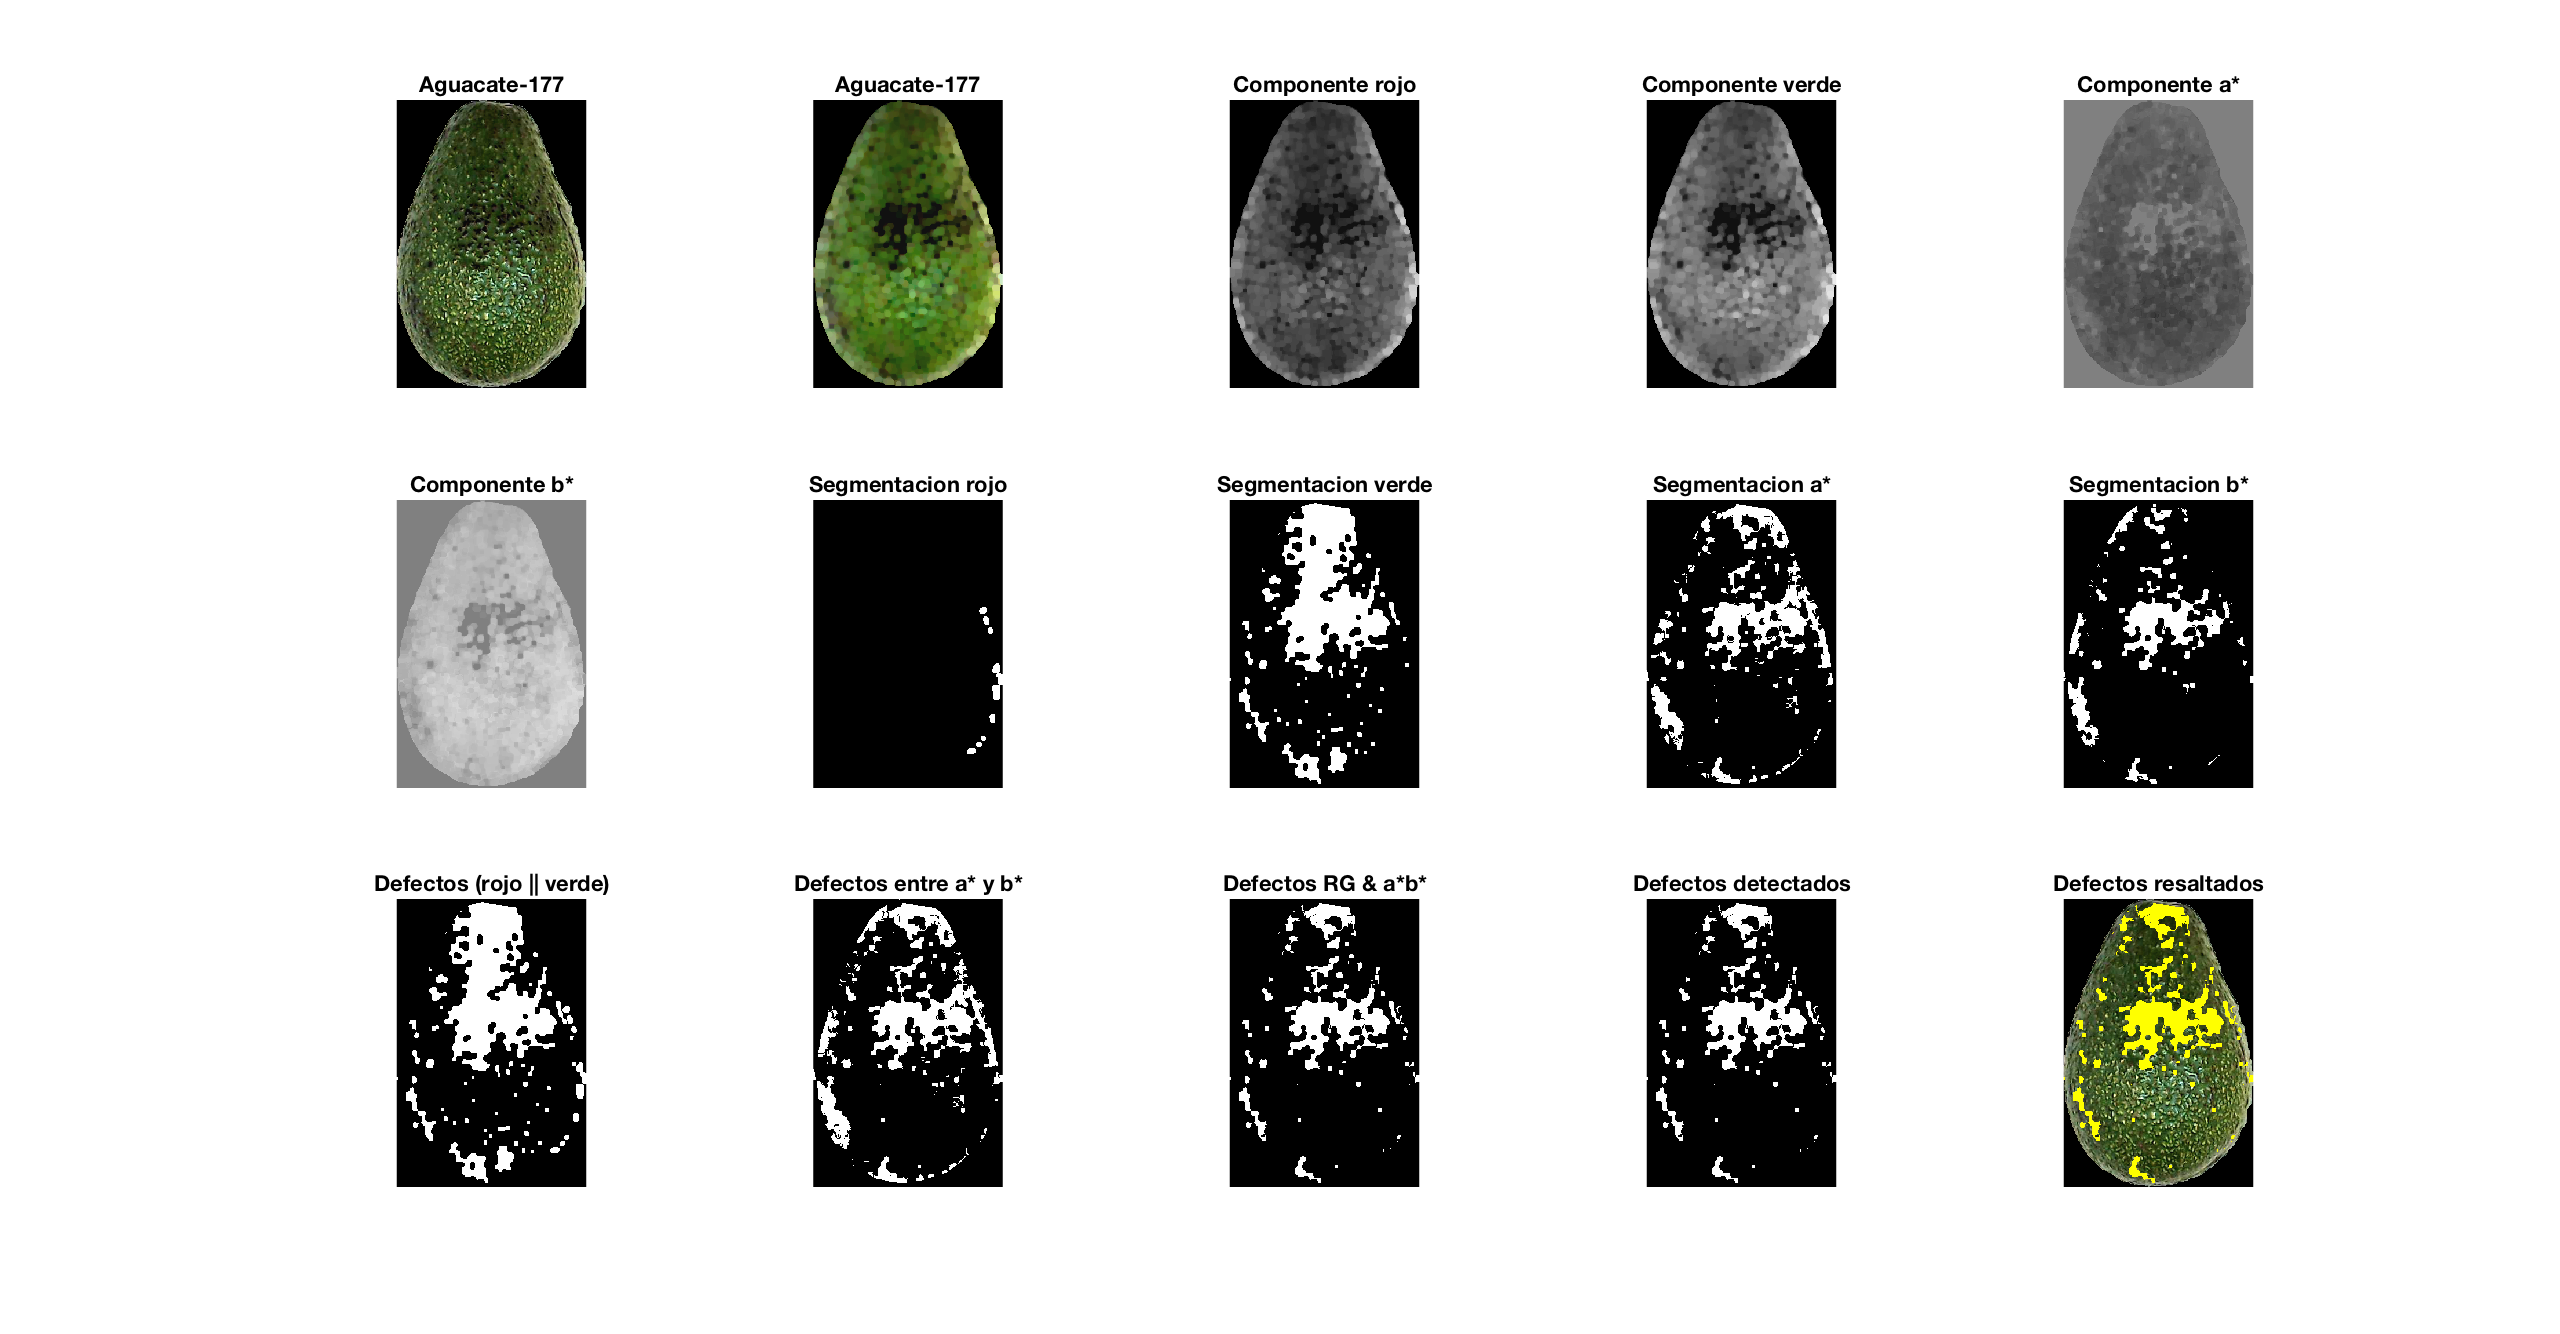 Aguacate-177
Aguacate-177
Componente rojo
Componente verde
Componente a*
Componente b*
Segmentacion rojo
Segmentacion verde
Segmentacion a*
Segmentacion b*
Defectos (rojo || verde)
Defectos entre a* y b*
Defectos RG & a*b*
Defectos detectados
Defectos resaltados